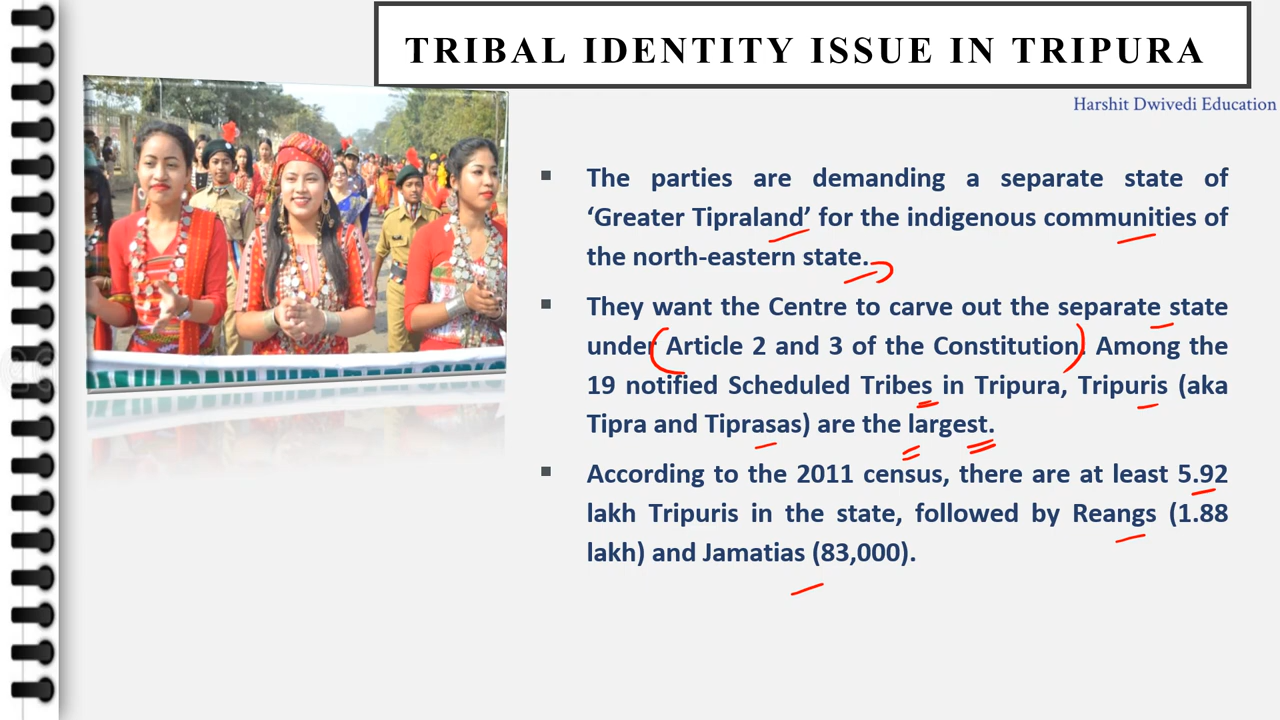 TRIBAL IDENTITY ISSUE IN TRIPURA
Harshit Dwivedi Education
The parties are demanding a separate state of
‘Greater Tipraland’ for the indigenous communities of
the north-eastern state.
They want the Centre to carve out the separate state
under Article 2 and 3 of the Constitution. Among the
19 notified Scheduled Tribes in Tripura, Tripuris (aka
Tipra and Tiprasas) are the largest.
According to the 2011 census, there are at least 5.92
lakh Tripuris in the state, followed by Reangs (1.88
lakh) and Jamatias (83,000).